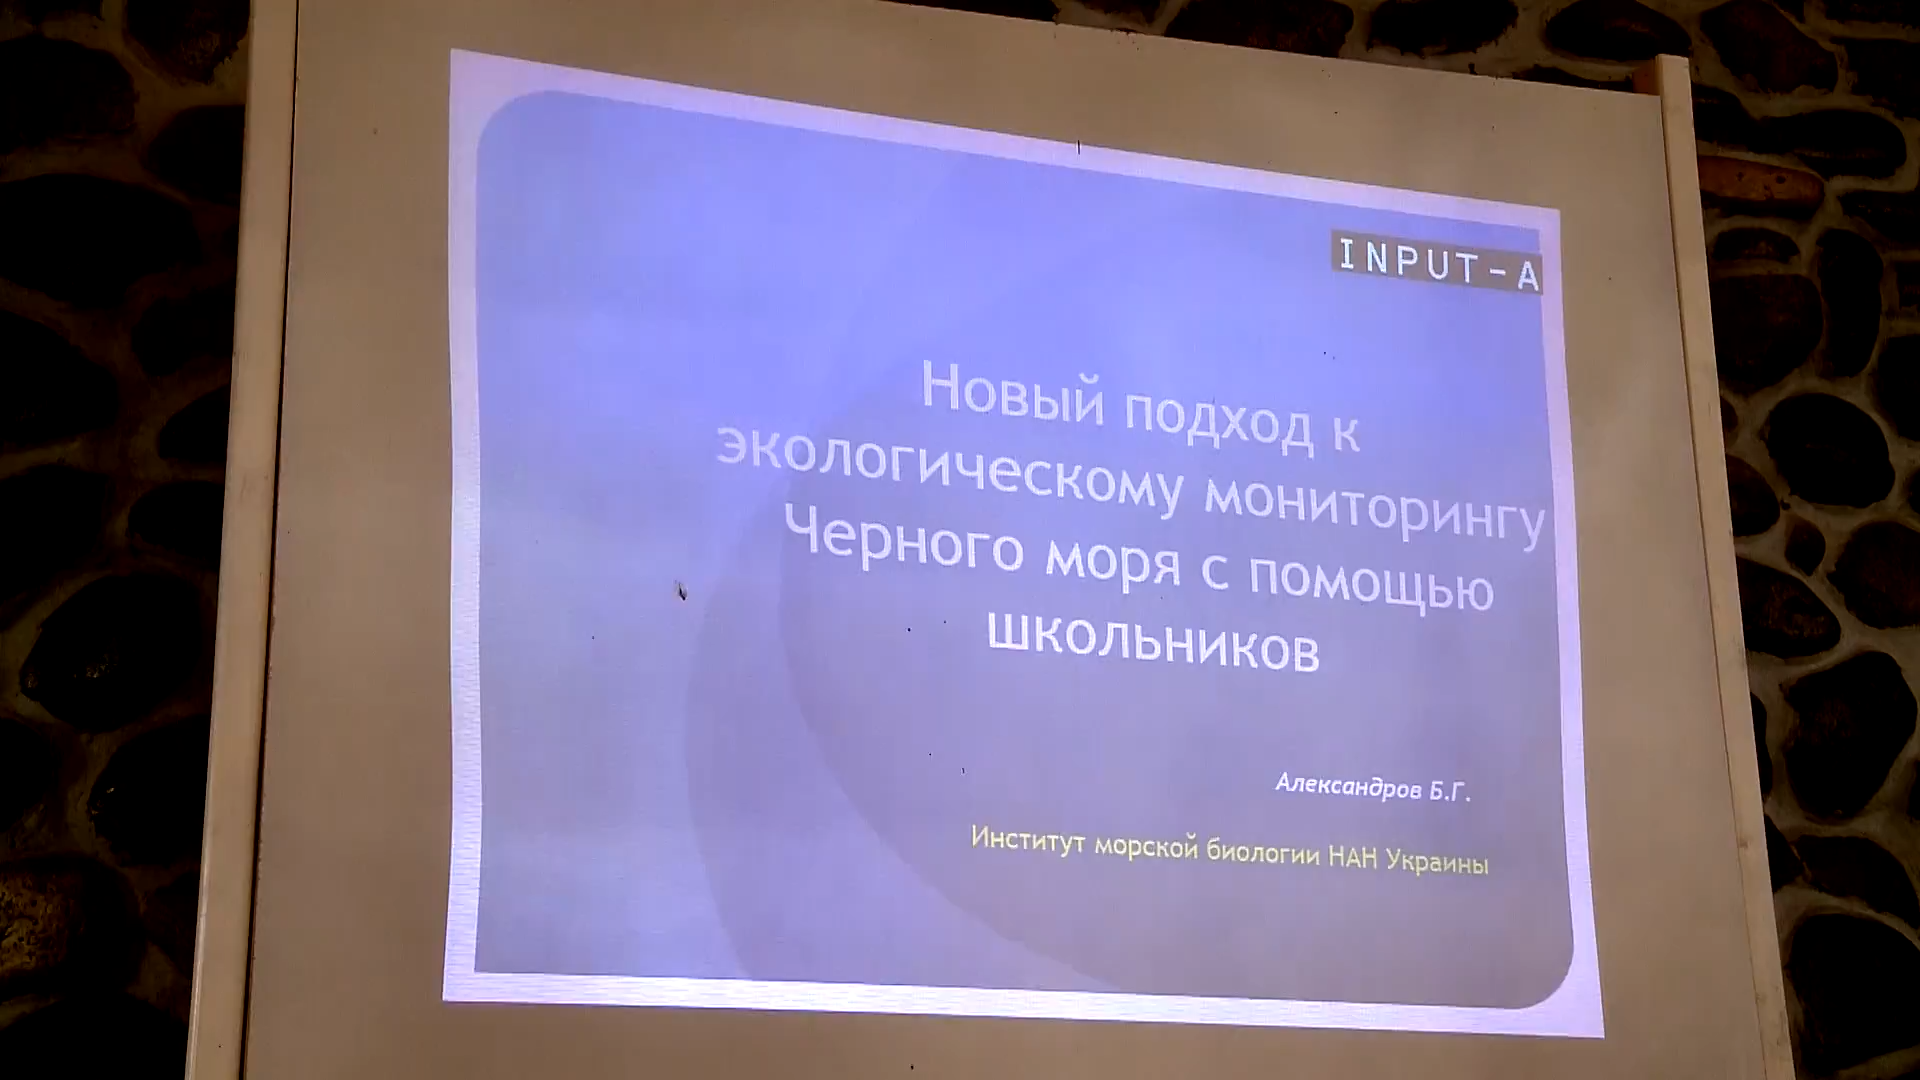 INPUT-A
Новый подход к
экологическому мониторингу
Черного моря с помощью
школьников
Александров Б.Г.
Институт морской биологии НАН Украины